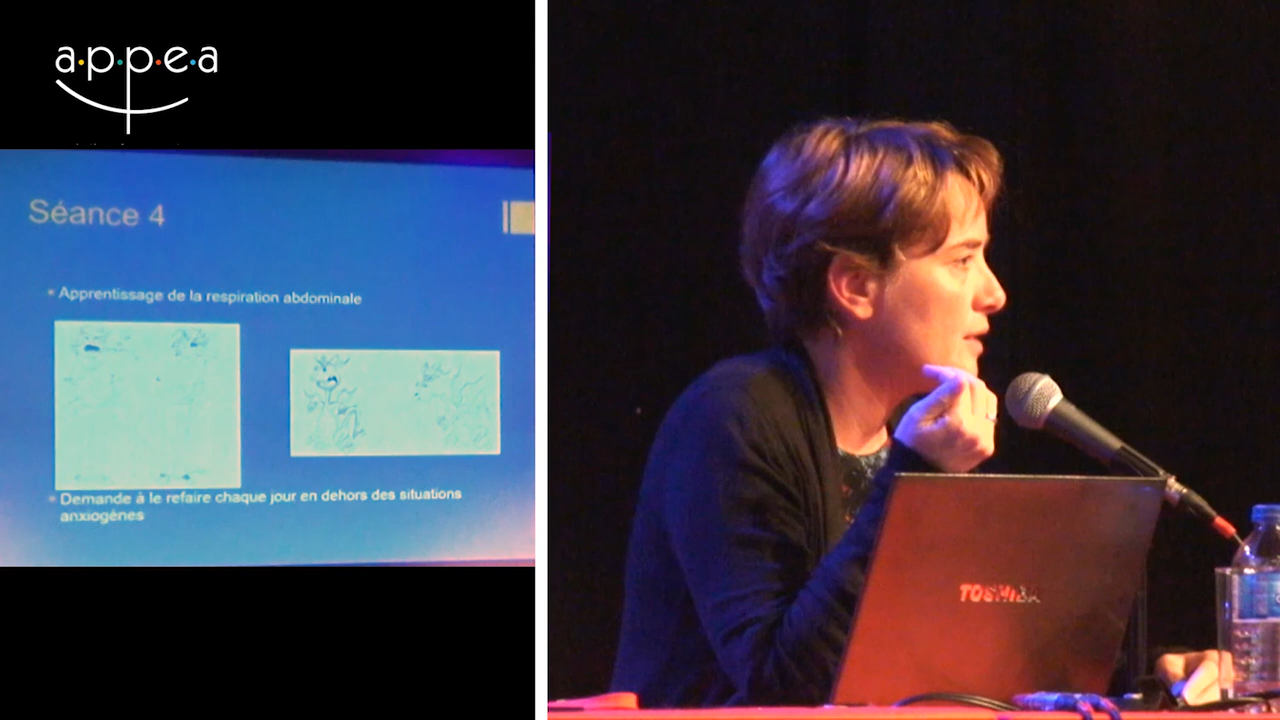 a·p·p·e·a
Séance 4
Apprentissage de la respiration abdominale
Demande à le refaire chaque jour en dehors des situations
anxiogènes
TOSHIBA